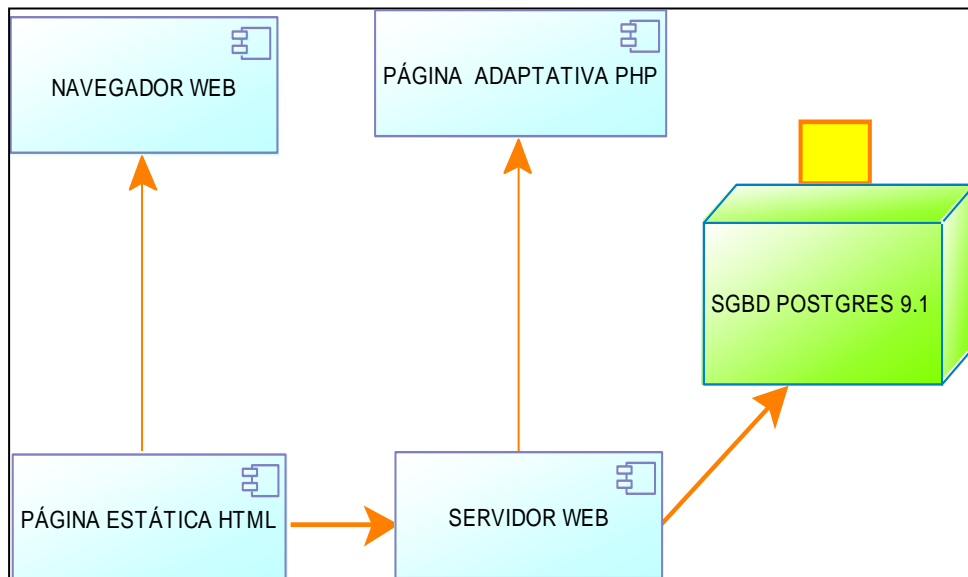 NAVEGADOR WEB
PÁGINA ADAPTATIVA PHP
SGBD POSTGRES 9.1
PÁGINA ESTÁTICA HTML
SERVIDOR WEB